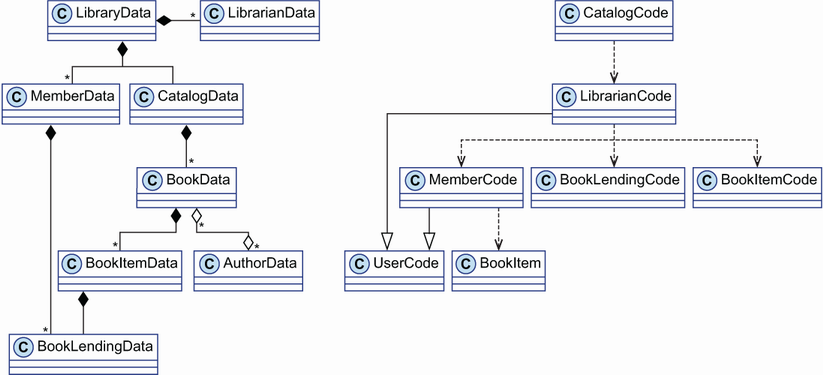 C LibraryData
* C LibrarianData
C CatalogCode
*
C MemberData
C CatalogData
C LibrarianCode
*
C BookData
C MemberCode
C BookLendingCode
C BookItemCode
*
* *
C BookItemData
C AuthorData
C UserCode
C BookItem
*
C BookLendingData